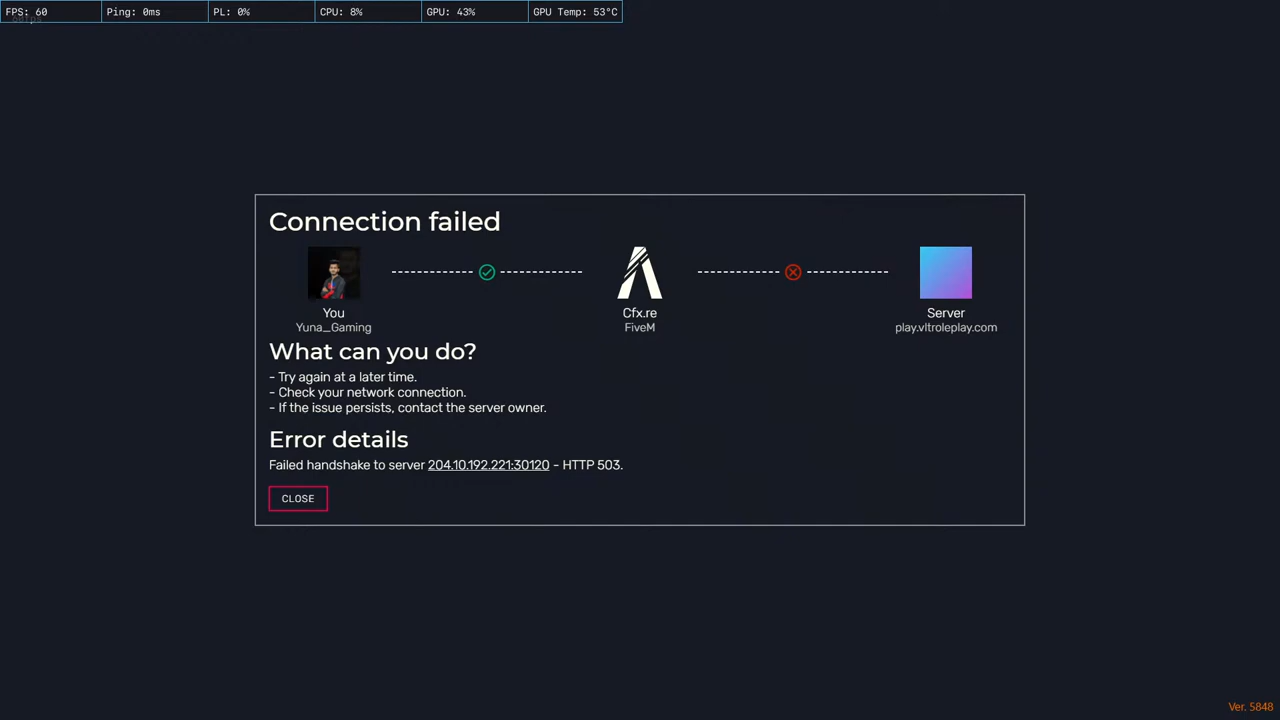 FPS: 60
Ping: 0ms
PL: 0%
CPU: 8%
GPU: 43%
GPU Temp: 53°C
Connection failed
You
Yuna_Gaming
Cfx.re
FiveM
Server
play.vltroleplay.com
What can you do?
- Try again at a later time.
- Check your network connection.
- If the issue persists, contact the server owner.
Error details
Failed handshake to server 204.10.192.221:30120 - HTTP 503.
CLOSE
Ver. 5848